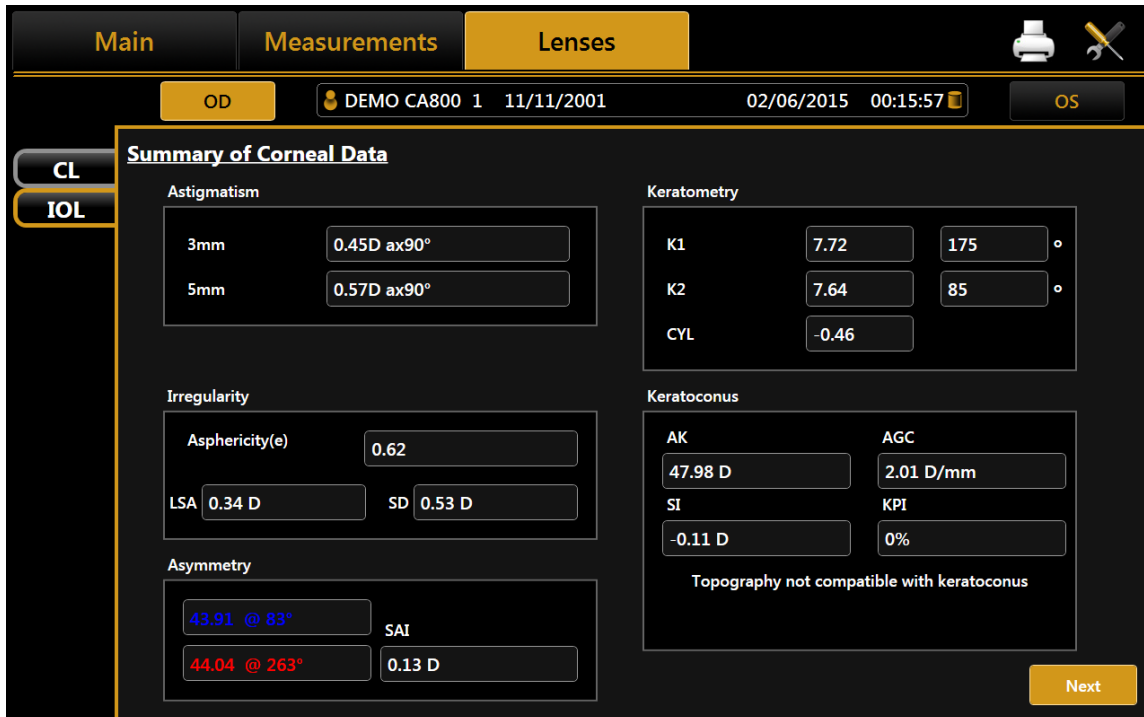 Main
Measurements
Lenses
OD
DEMO CA800 1 11/11/2001
02/06/2015 00:15:57
OS
CL
IOL
Summary of Corneal Data
Astigmatism
3mm 0.45D ax90°
5mm 0.57D ax90°
Keratometry
K1 7.72 175 °
K2 7.64 85 °
CYL -0.46
Irregularity
Asphericity(e) 0.62
LSA 0.34 D SD 0.53 D
Keratoconus
AK AGC
47.98 D 2.01 D/mm
SI KPI
-0.11 D 0%
Topography not compatible with keratoconus
Asymmetry
43.91 @ 83°
SAI
44.04 @ 263° 0.13 D
Next